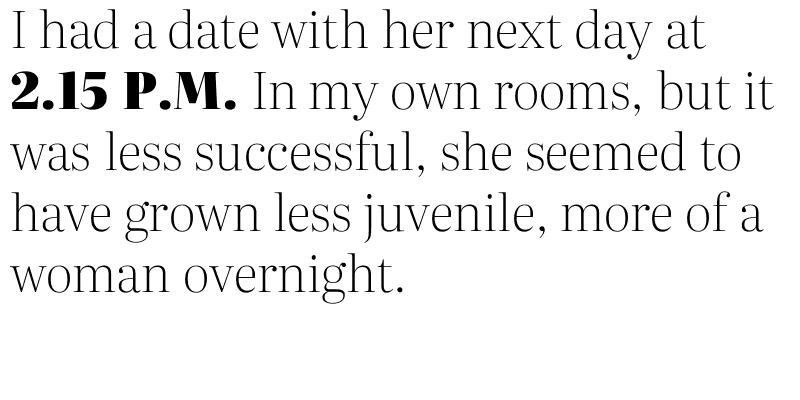 I had a date with her next day at
2.15 P.M. In my own rooms, but it
was less successful, she seemed to
have grown less juvenile, more of a
woman overnight.